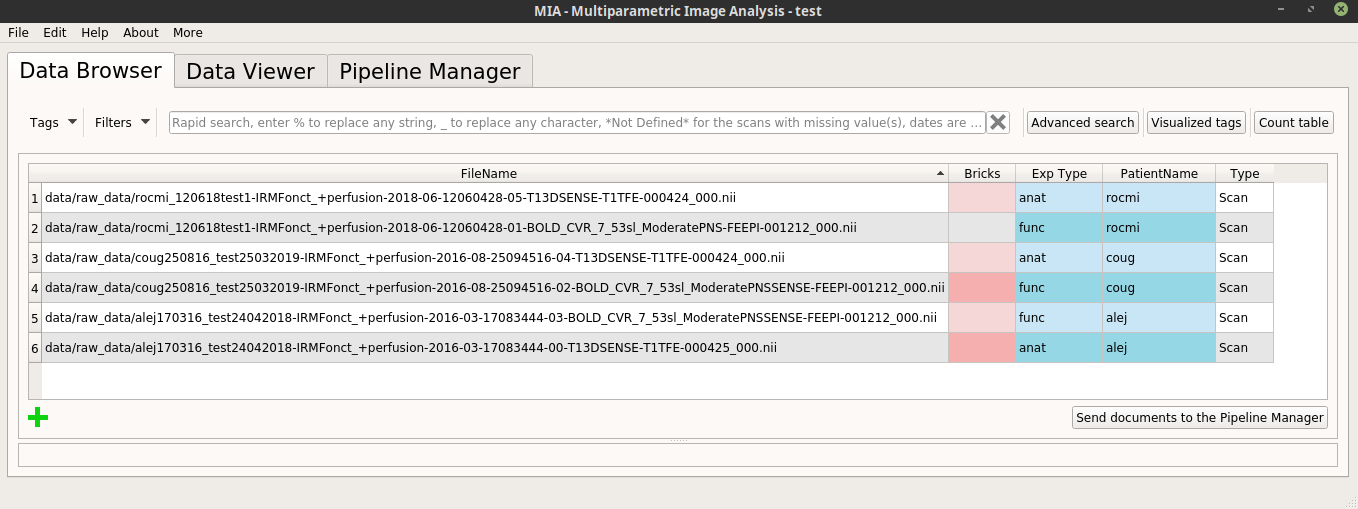 MIA - Multiparametric Image Analysis - test
File Edit Help About More
Data Browser Data Viewer Pipeline Manager
Tags Filters Rapid search, enter % to replace any string, _ to replace any character, *Not Defined* for the scans with missing value(s), dates are ... Advanced search Visualized tags Count table
FileName Bricks Exp Type PatientName Type
1 data/raw_data/rocmi_120618test1-IRMFonct_+perfusion-2018-06-12060428-05-T13DSENSE-T1TFE-000424_000.nii anat rocmi Scan
2 data/raw_data/rocmi_120618test1-IRMFonct_+perfusion-2018-06-12060428-01-BOLD_CVR_7_53sl_ModeratePNS-FEEPI-001212_000.nii func rocmi Scan
3 data/raw_data/coug250816_test25032019-IRMFonct_+perfusion-2016-08-25094516-04-T13DSENSE-T1TFE-000424_000.nii anat coug Scan
4 data/raw_data/coug250816_test25032019-IRMFonct_+perfusion-2016-08-25094516-02-BOLD_CVR_7_53sl_ModeratePNSSENSE-FEEPI-001212_000.nii func coug Scan
5 data/raw_data/alej170316_test24042018-IRMFonct_+perfusion-2016-03-17083444-03-BOLD_CVR_7_53sl_ModeratePNSSENSE-FEEPI-001212_000.nii func alej Scan
6 data/raw_data/alej170316_test24042018-IRMFonct_+perfusion-2016-03-17083444-00-T13DSENSE-T1TFE-000425_000.nii anat alej Scan
Send documents to the Pipeline Manager